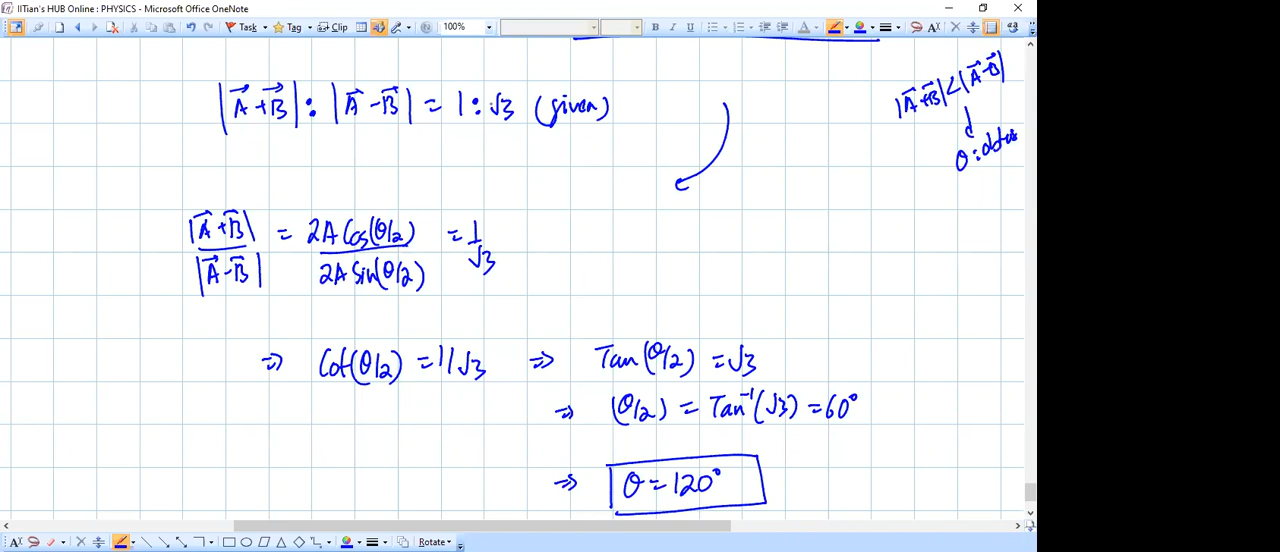 IITian's HUB Online : PHYSICS - Microsoft Office OneNote
Task Tag Clip 100% B I U
|A⃗+B⃗| : |A⃗-B⃗| = 1 : √3 (given)
|A⃗+B⃗| < |A⃗-B⃗|
θ :
|A⃗+B⃗| / |A⃗-B⃗| = 2A Cos(θ/2) / 2A Sin(θ/2) = 1/√3
⇒ Cot(θ/2) = 1/√3 ⇒ Tan(θ/2) = √3
⇒ (θ/2) = Tan⁻¹(√3) = 60°
⇒ θ = 120°
Rotate